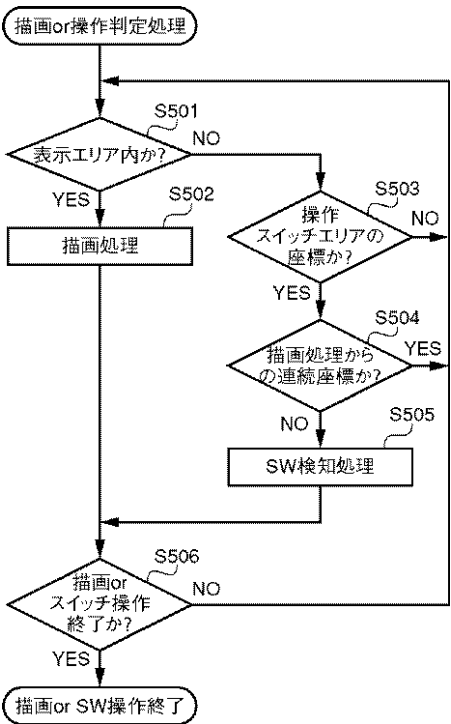 描画or操作判定処理
S501
表示エリア内か?
NO
YES
S502
描画処理
S503
操作
スイッチエリアの
座標か?
NO
YES
S504
描画処理から
の連続座標か?
YES
NO
S505
SW検知処理
S506
描画or
スイッチ操作
終了か?
NO
YES
描画or SW操作終了